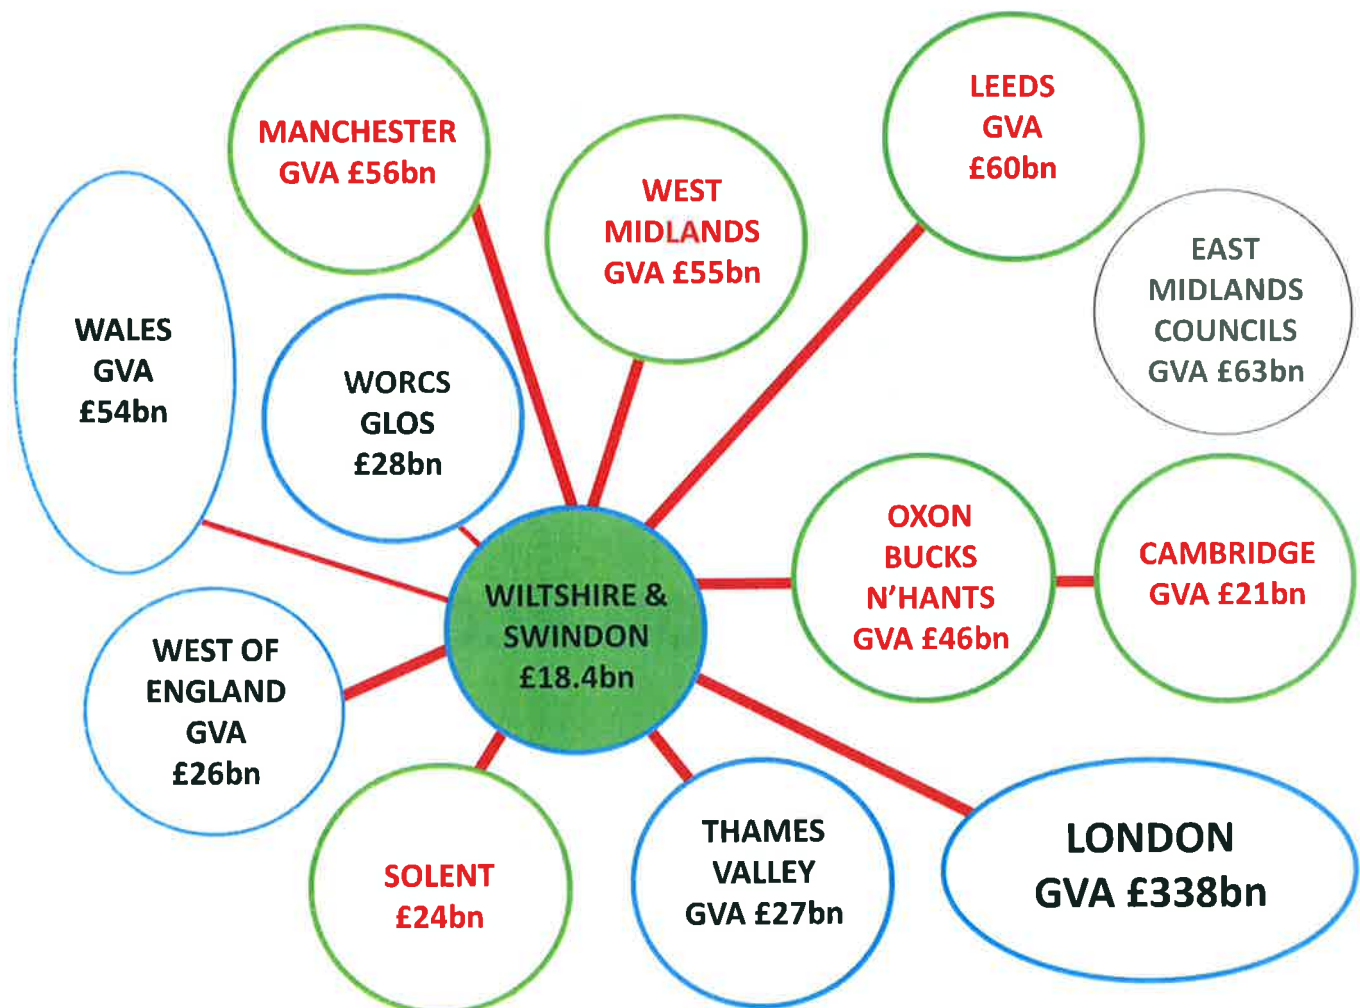 MANCHESTER
GVA £56bn
WEST
MIDLANDS
GVA £55bn
LEEDS
GVA
£60bn
EAST
MIDLANDS
COUNCILS
GVA £63bn
WALES
GVA
£54bn
WORCS
GLOS
£28bn
OXON
BUCKS
N'HANTS
GVA £46bn
CAMBRIDGE
GVA £21bn
WILTSHIRE &
SWINDON
£18.4bn
WEST OF
ENGLAND
GVA
£26bn
SOLENT
£24bn
THAMES
VALLEY
GVA £27bn
LONDON
GVA £338bn